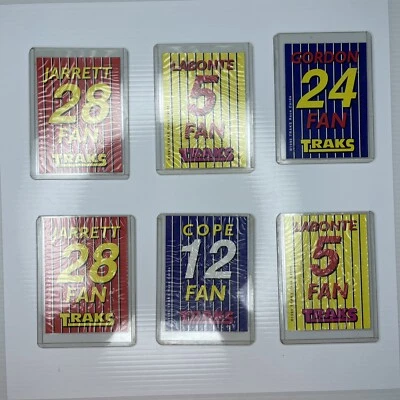 JARRETT
28
FAN
TRAKS
LABONTE
5
FAN
TRAKS
GORDON
24
FAN
TRAKS
JARRETT
28
FAN
TRAKS
COPE
12
FAN
TRAKS
LABONTE
5
FAN
TRAKS